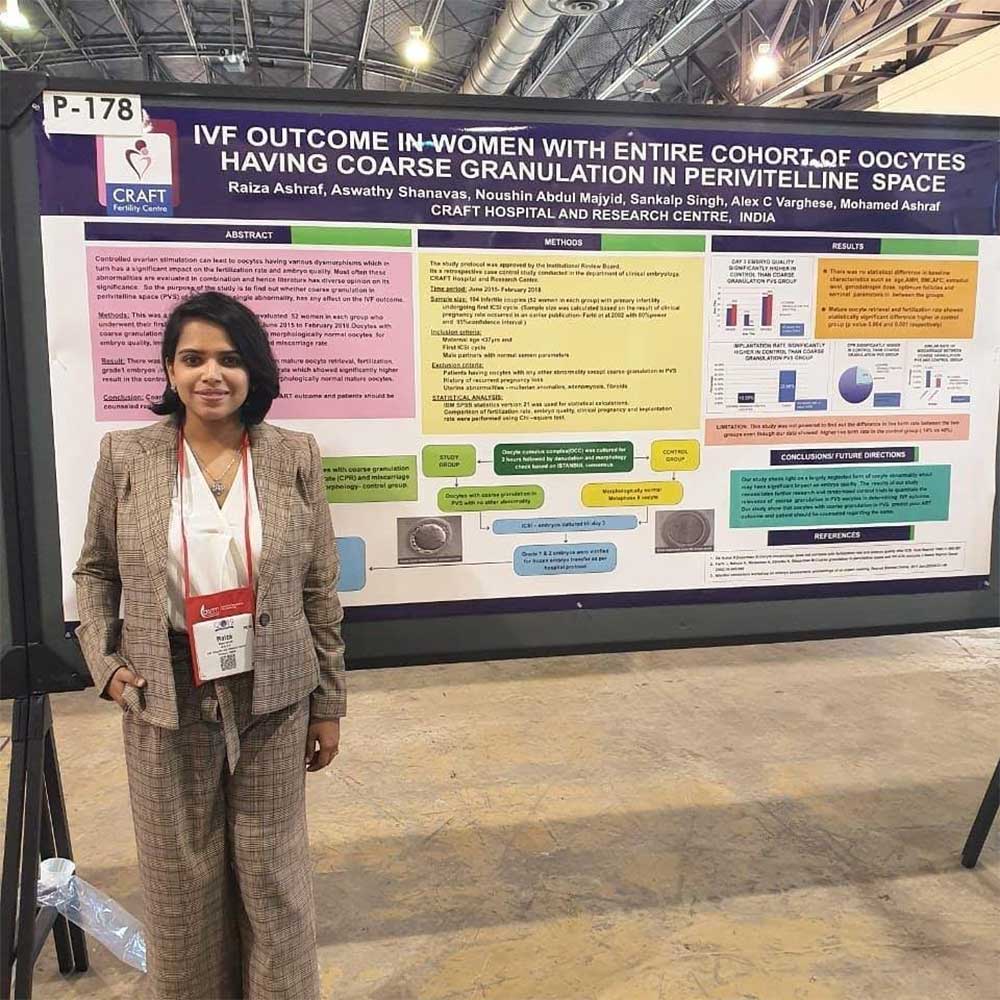 P-178
CRAFT
Fertility Centre
IVF OUTCOME IN WOMEN WITH ENTIRE COHORT OF OOCYTES
HAVING COARSE GRANULATION IN PERIVITELLINE SPACE
Raiza Ashraf, Aswathy Shanavas, Noushin Abdul Majyid, Sankalp Singh, Alex C Varghese, Mohamed Ashraf
CRAFT HOSPITAL AND RESEARCH CENTRE, INDIA
ABSTRACT
Controlled ovarian stimulation can lead to oocytes having various dysmorphisms which in
turn has a significant impact on the fertilization rate and embryo quality. Most often these
abnormalities are evaluated in combination and hence literature has diverse opinion on its
significance. So the purpose of the study is to find out whether coarse granulation in
perivitelline space (PVS) single abnormality, has any effect on the IVF outcome.
Methods: This was a evaluated 52 women in each group who
underwent their first June 2015 to February 2018. Oocytes with
coarse granulation morphologically normal oocytes for
embryo quality, miscarriage rate
Result: There was mature oocyte retrieval, fertilization,
grade1 embryos rate which showed significantly higher
result in the control morphologically normal mature oocytes.
Conclusion: ART outcome and patients should be
counseled
es with coarse granulation
rate (CPR) and miscarriage
orphology- control group.
METHODS
The study protocol was approved by the Institutional Review Board.
Its a retrospective case control study conducted in the department of clinical embryology,
CRAFT Hospital and Research Centre.
Time period: June 2015- February 2018
Sample size: 104 infertile couples (52 women in each group) with primary infertility
undergoing first ICSI cycle (Sample size was calculated based on the result of clinical
pregnancy rate occurred in an earlier publication- Farhi et al 2002 with 80%power
and 95%confidence interval )
Inclusion criteria:
Maternal age <37yrs and
First ICSI cycle
Male partners with normal semen parameters
Exclusion criteria:
Patients having oocytes with any other abnormality except coarse granulation in PVS
History of recurrent pregnancy loss
Uterine abnormalities – mullerian anomalies, adenomyosis, fibroids
STATISTICAL ANALYSIS:
IBM SPSS statistics version 21 was used for statistical calculations.
Comparison of fertilization rate, embryo quality, clinical pregnancy and implantation
rate were performed using Chi –square test.
STUDY
GROUP
Oocyte cumulus complex(OCC) was cultured for
2 hours followed by denudation and morphology
check based on ISTANBUL consensus
CONTROL
GROUP
Oocytes with coarse granulation in
PVS with no other abnormality
Morphologically normal
Metaphase II oocyte
ICSI – embryos cultured till day 3
Grade 1 & 2 embryos were vitrified
for frozen embryo transfer as per
hospital protocol
RESULTS
DAY 3 EMBRYO QUALITY
SIGNIFICANTLY HIGHER IN
CONTROL THAN COARSE
GRANULATION PVS GROUP
There was no statistical difference in baseline
characteristics such as age, AMH, BMI, AFC, estradiol
level, gonadotropin dose, optimum follicles and
seminal parameters in between the groups.
Mature oocyte retrieval and fertilization rate showed
statistically significant difference higher in control
group (p value 0.004 and 0.001 respectively)
IMPLANTATION RATE SIGNIFICANTLY
HIGHER IN CONTROL THAN COARSE
GRANULATION PVS GROUP
CPR SIGNIFICANTLY HIGHER
IN CONTROL THAN COARSE
GRANULATION PVS GROUP
SIMILAR RATE OF
MISCARRIAGE BETWEEN
COARSE GRANULATION
PVS AND CONTROL GROUP
LIMITATION: This study was not powered to find out the difference in live birth rate between the two
groups even though our data showed higher live birth rate in the control group
CONCLUSIONS/ FUTURE DIRECTIONS
Our study sheds light on a largely neglected form of oocyte abnormality which
may have significant impact on embryo quality. The results of our study
necessitates further research and randomised control trials to
relevance of coarse granulation in PVS oocytes in determining IVF outcome.
Our study show that oocytes with coarse granulation in PVS predict poor ART
outcome and patient should be counseled regarding the same.
REFERENCES
Raiza